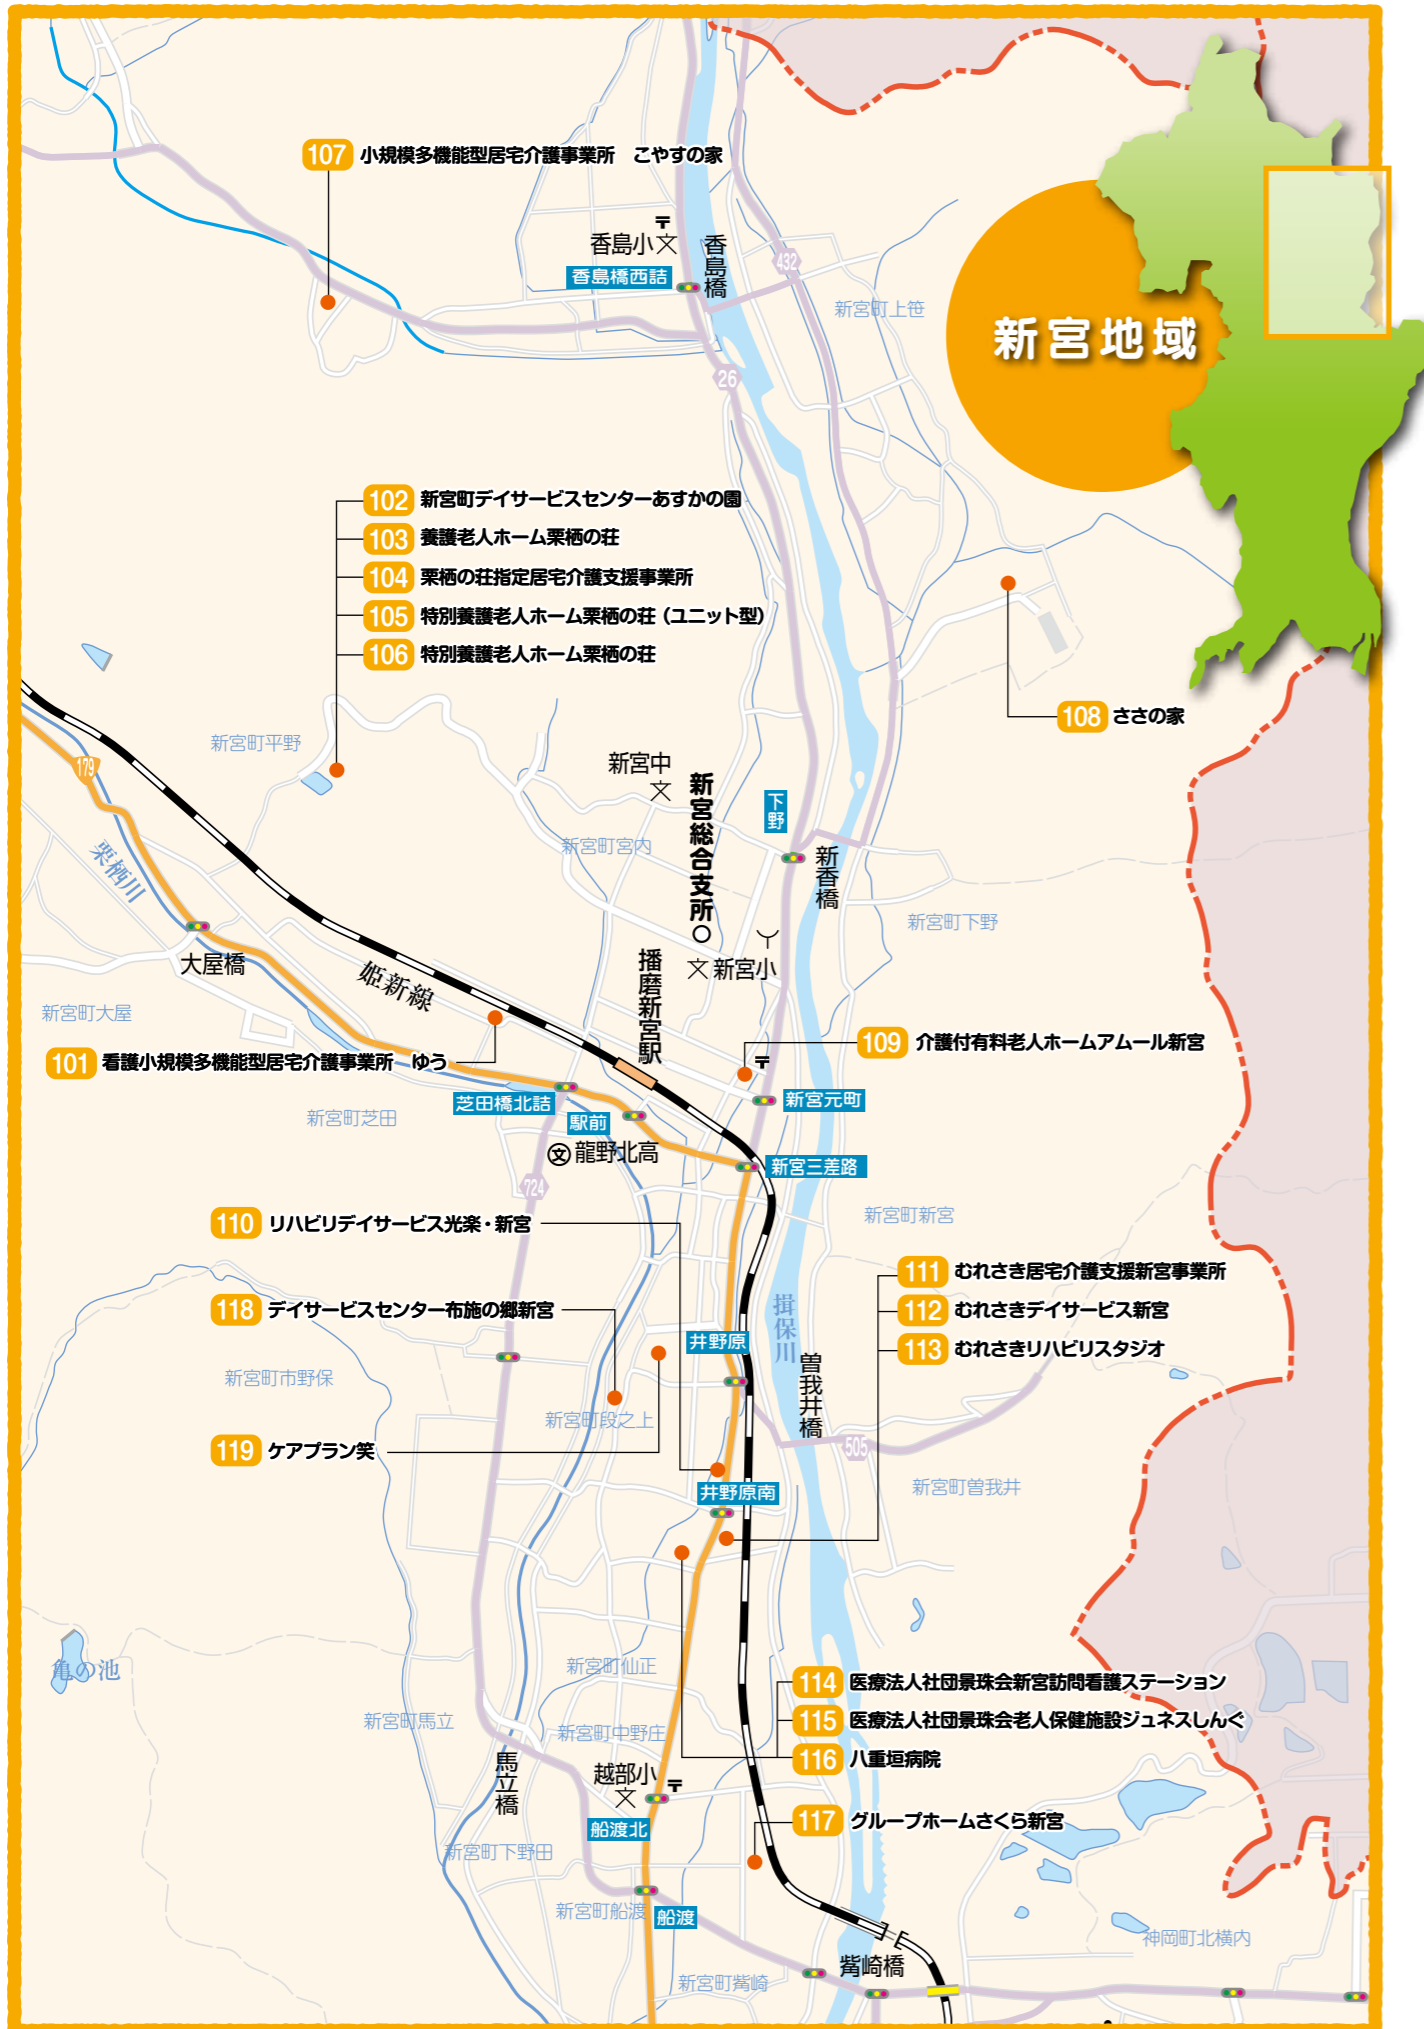 107 小規模多機能型居宅介護事業所　こやすの家
〒
香島小 文
香島橋西詰
香島橋
432
新宮町上笹
新宮地域
26
102 新宮町デイサービスセンターあすかの園
103 養護老人ホーム栗栖の荘
104 栗栖の荘指定居宅介護支援事業所
105 特別養護老人ホーム栗栖の荘（ユニット型）
106 特別養護老人ホーム栗栖の荘
108 ささの家
新宮町平野
179
新宮中
文
新宮総合支所
下野
新宮町宮内
新香橋
栗栖川
新宮町下野
大屋橋
姫新線
播磨新宮駅
文 新宮小
新宮町大屋
101 看護小規模多機能型居宅介護事業所　ゆう
109 介護付有料老人ホームアムール新宮
〒
芝田橋北詰
新宮元町
新宮町芝田
駅前
文 龍野北高
新宮三差路
724
110 リハビリデイサービス光楽・新宮
新宮町新宮
111 むれさき居宅介護支援新宮事業所
118 デイサービスセンター布施の郷新宮
112 むれさきデイサービス新宮
揖保川
井野原
113 むれさきリハビリスタジオ
曽我井橋
新宮町市野保
新宮町段之上
119 ケアプラン笑
505
井野原南
新宮町曽我井
亀の池
新宮町仙正
114 医療法人社団景珠会新宮訪問看護ステーション
新宮町馬立
115 医療法人社団景珠会老人保健施設ジュネスしんぐ
新宮町中野庄
116 八重垣病院
馬立橋
越部小
文
〒
117 グループホームさくら新宮
船渡北
新宮町下野田
新宮町船渡
船渡
神岡町北横内
觜崎橋
新宮町觜崎